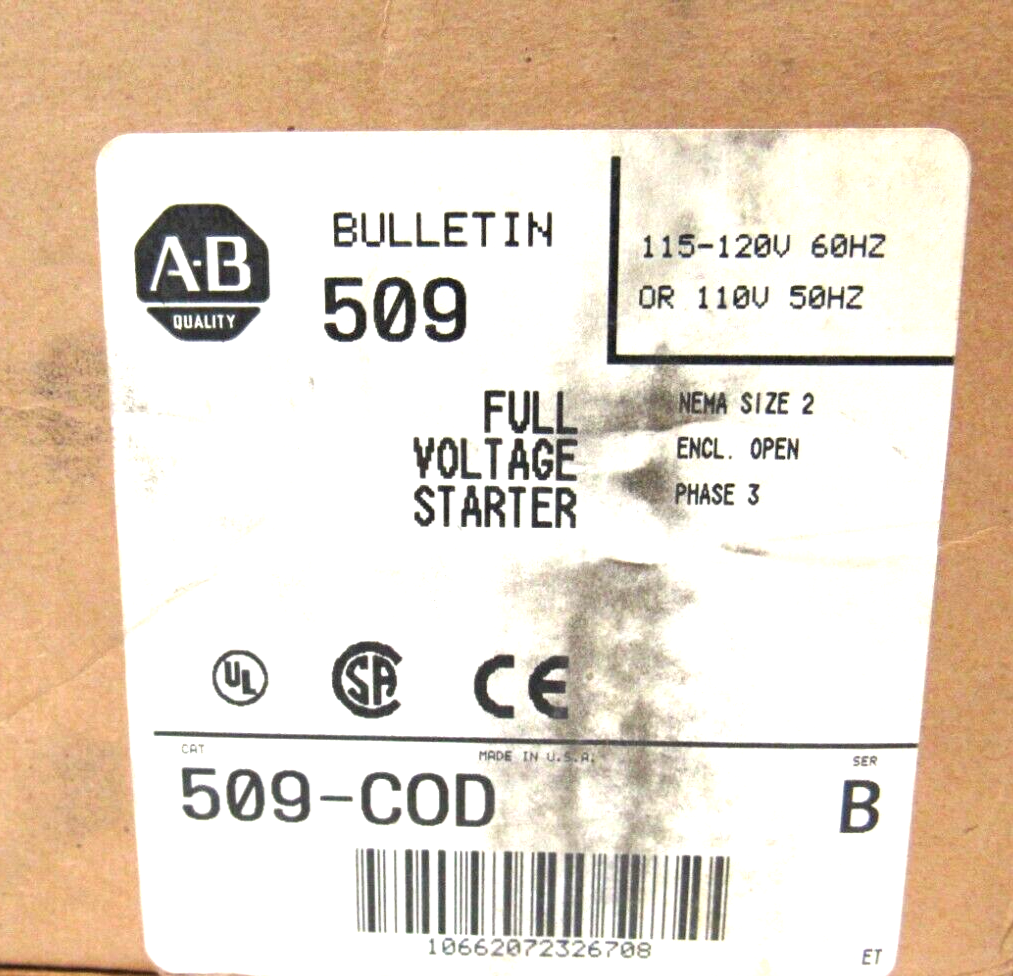 A-B
QUALITY
BULLETIN
509
115-120V 60HZ
OR 110V 50HZ
FULL
VOLTAGE
STARTER
NEMA SIZE 2
ENCL. OPEN
PHASE 3
UL
SA
CE
CAT
MADE IN U.S.A.
SER
509-COD
B
10662072326708
ET